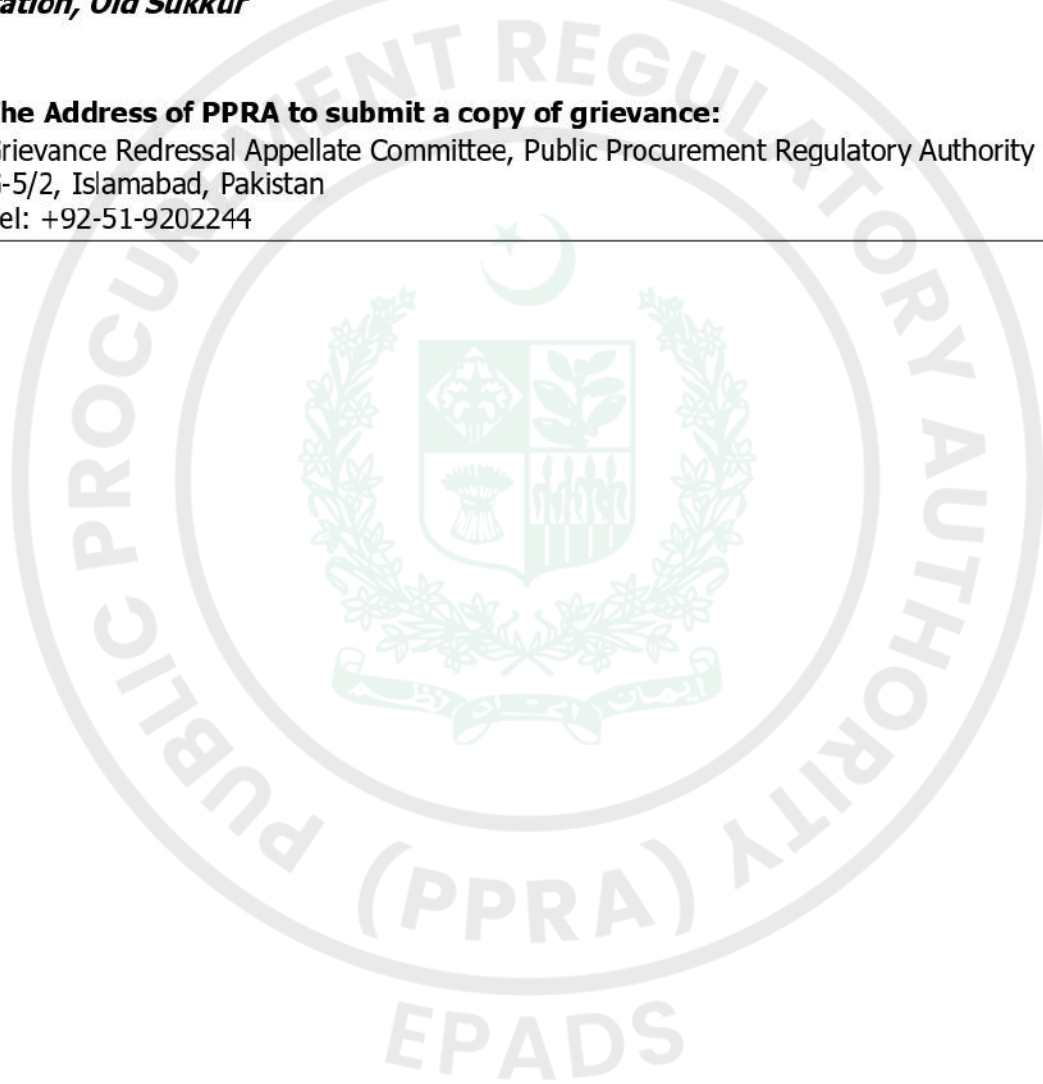 ation, Old Sukkur
he Address of PPRA to submit a copy of grievance:
rievance Redressal Appellate Committee, Public Procurement Regulatory Authority
-5/2, Islamabad, Pakistan
el: +92-51-9202244
PUBLIC PROCUREMENT REGULATORY AUTHORITY
(PPRA)
EPADS